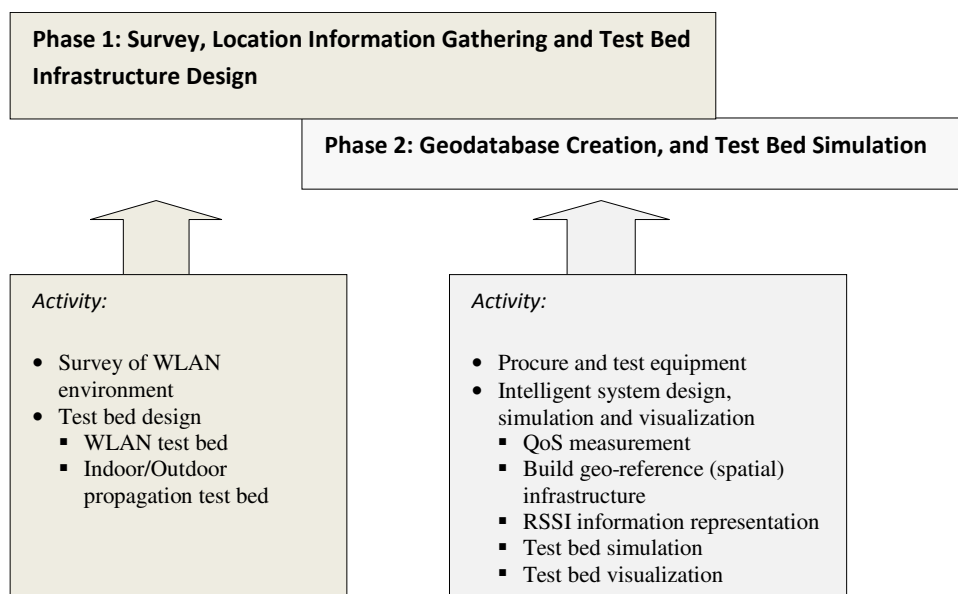 Phase 1: Survey, Location Information Gathering and Test Bed
Infrastructure Design
Phase 2: Geodatabase Creation, and Test Bed Simulation
Activity:
• Survey of WLAN
environment
• Test bed design
▪ WLAN test bed
▪ Indoor/Outdoor
propagation test bed
Activity:
• Procure and test equipment
• Intelligent system design,
simulation and visualization
▪ QoS measurement
▪ Build geo-reference (spatial)
infrastructure
▪ RSSI information representation
▪ Test bed simulation
▪ Test bed visualization